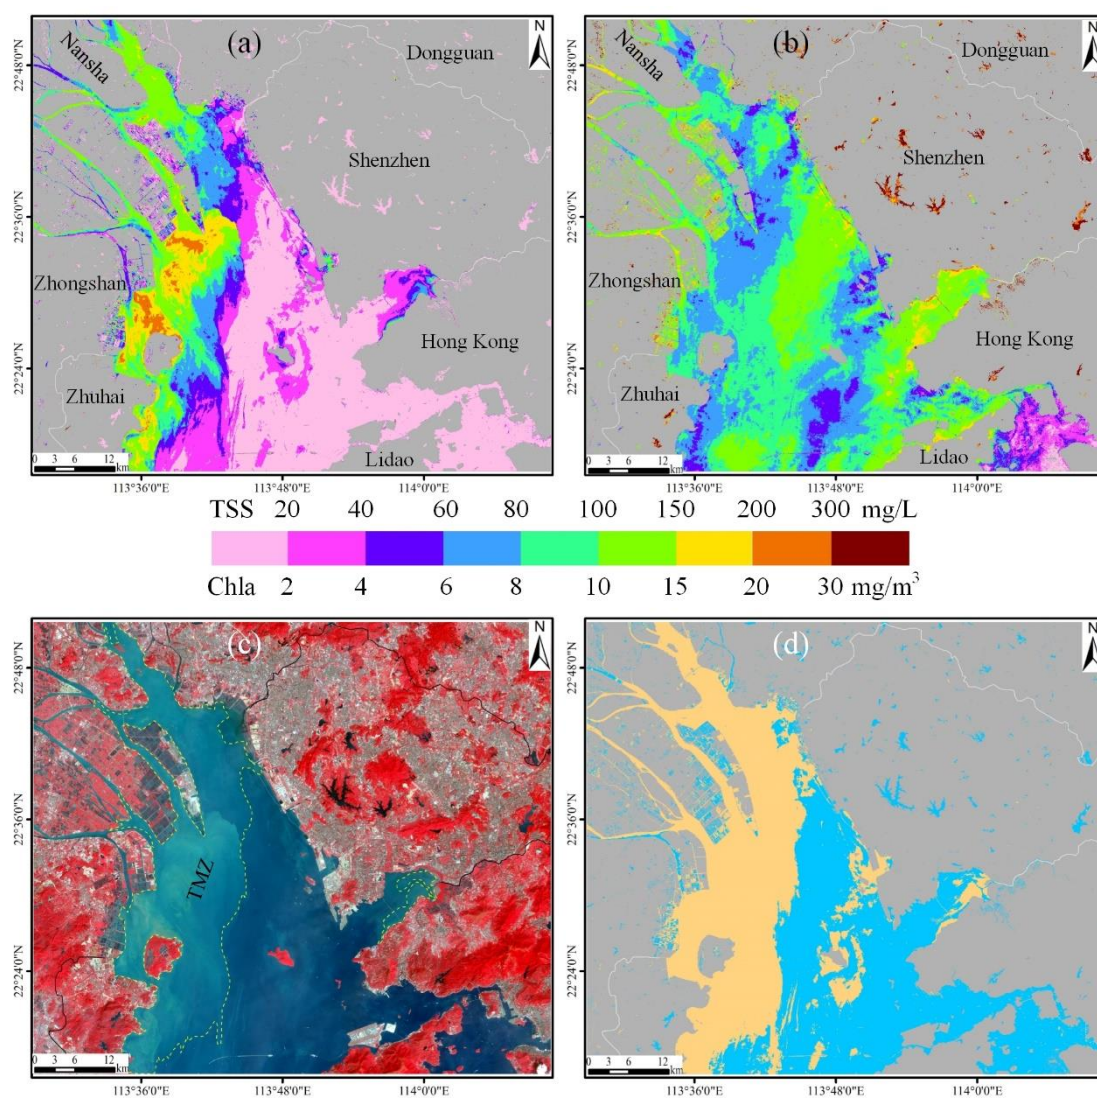 (a)
N
Nansha
Dongguan
Shenzhen
Zhongshan
Hong Kong
Zhuhai
Lidao
22°48'0"N
22°36'0"N
22°24'0"N
0 3 6 12
km
113°36'0"E 113°48'0"E 114°0'0"E
(b)
N
Nansha
Dongguan
Shenzhen
Zhongshan
Hong Kong
Zhuhai
Lidao
22°48'0"N
22°36'0"N
22°24'0"N
0 3 6 12
km
113°36'0"E 113°48'0"E 114°0'0"E
TSS 20 40 60 80 100 150 200 300 mg/L
Chla 2 4 6 8 10 15 20 30 mg/m³
(c)
N
TMZ
22°48'0"N
22°36'0"N
22°24'0"N
0 3 6 12
km
113°36'0"E 113°48'0"E 114°0'0"E
(d)
N
22°48'0"N
22°36'0"N
22°24'0"N
0 3 6 12
km
113°36'0"E 113°48'0"E 114°0'0"E